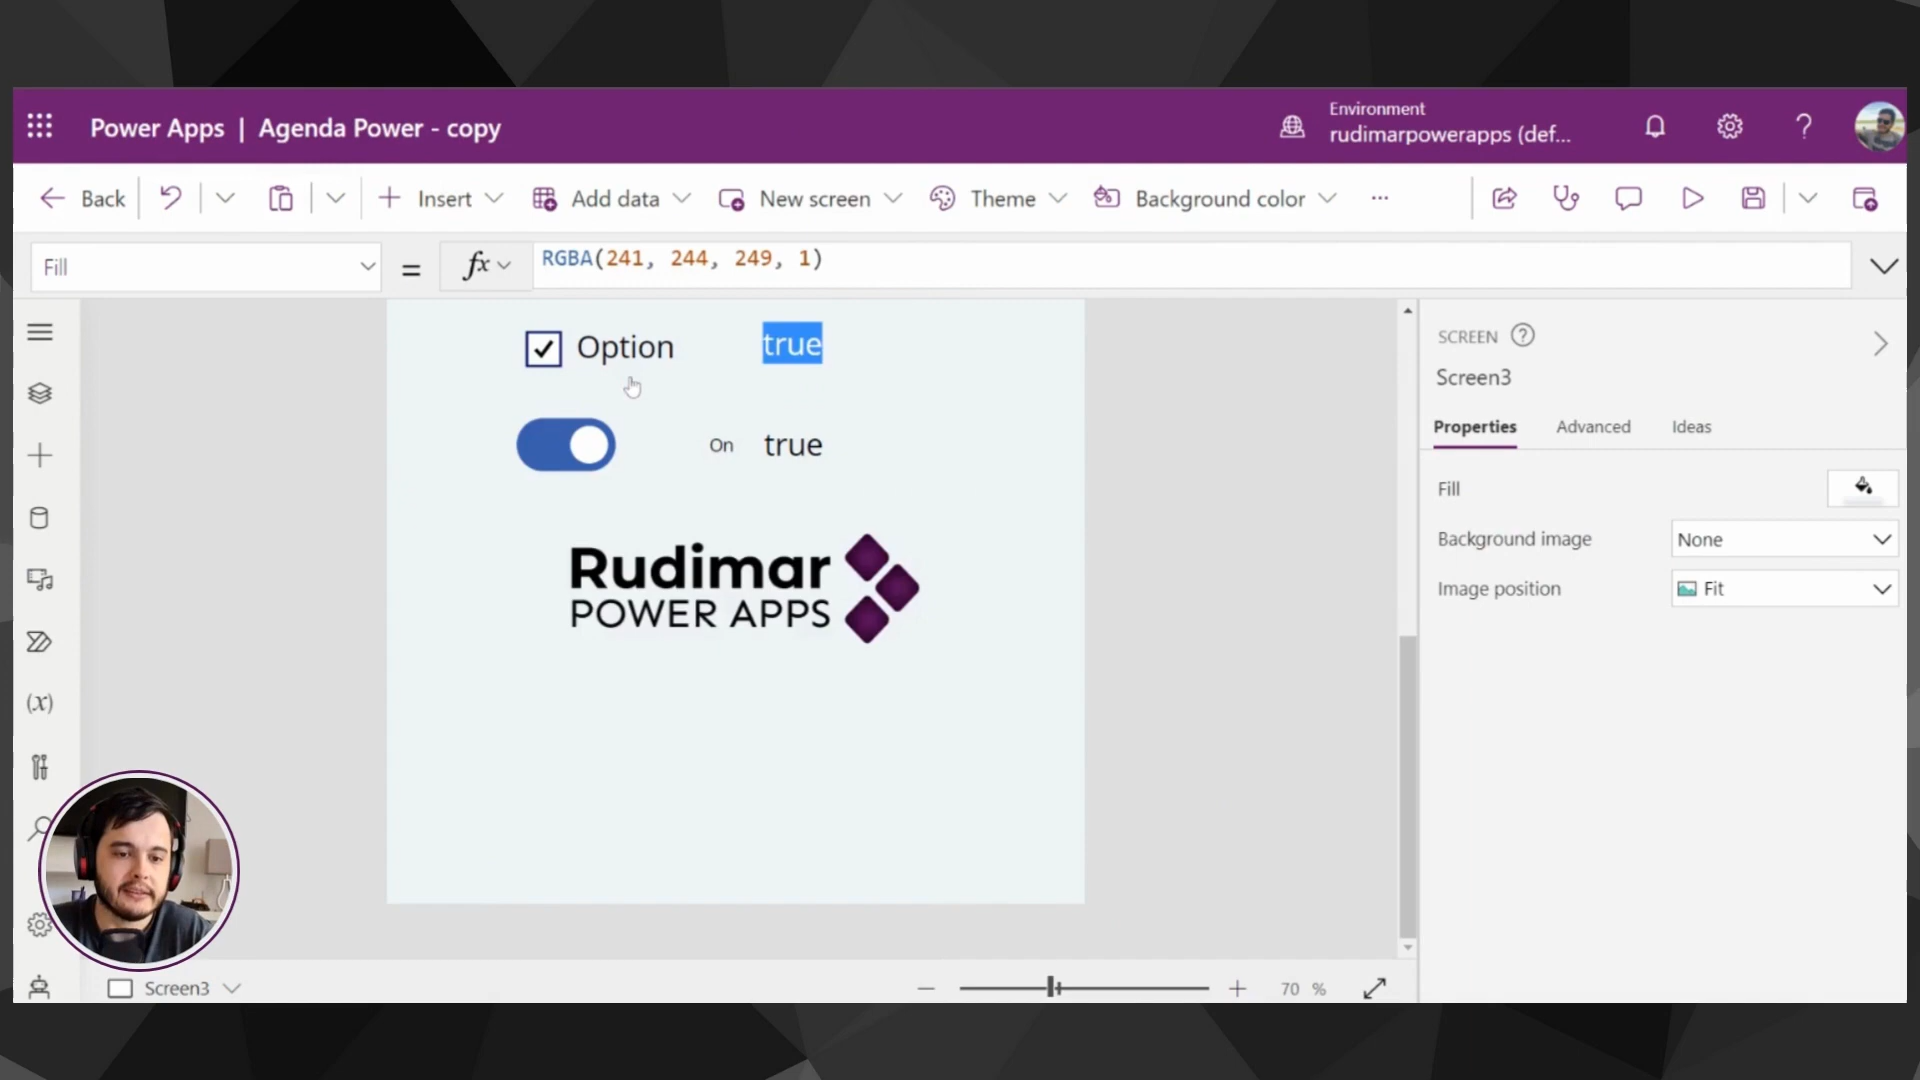 Environment
Power Apps | Agenda Power - copy
rudimarpowerapps (def...
Back
Insert
Add data
New screen
Theme
Background color
...
Fill
=
fx
RGBA(241, 244, 249, 1)
Option
true
On
true
Rudimar
POWER APPS
SCREEN
Screen3
Properties
Advanced
Ideas
Fill
Background image
None
Image position
Fit
(x)
Screen3
70 %